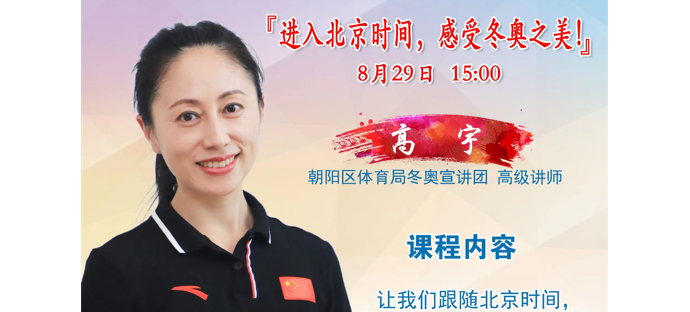 『进入北京时间，感受冬奥之美！』
8月29日 15:00
高 宇
朝阳区体育局冬奥宣讲团 高级讲师
课程内容
让我们跟随北京时间，